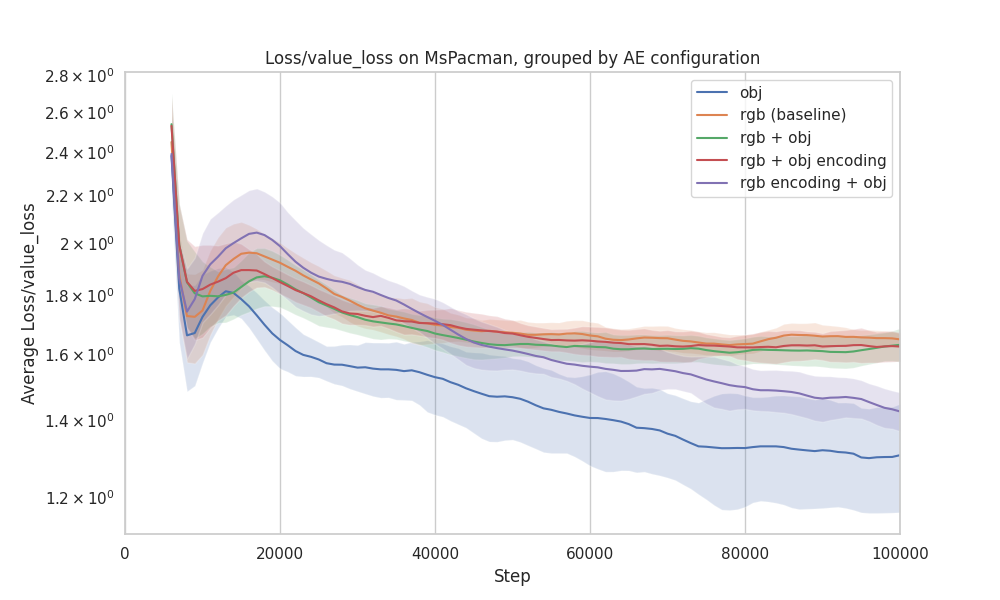 Loss/value_loss on MsPacman, grouped by AE configuration
2.8 × 10⁰
2.6 × 10⁰
2.4 × 10⁰
2.2 × 10⁰
2 × 10⁰
1.8 × 10⁰
1.6 × 10⁰
1.4 × 10⁰
1.2 × 10⁰
Average Loss/value_loss
obj
rgb (baseline)
rgb + obj
rgb + obj encoding
rgb encoding + obj
0 20000 40000 60000 80000 100000
Step